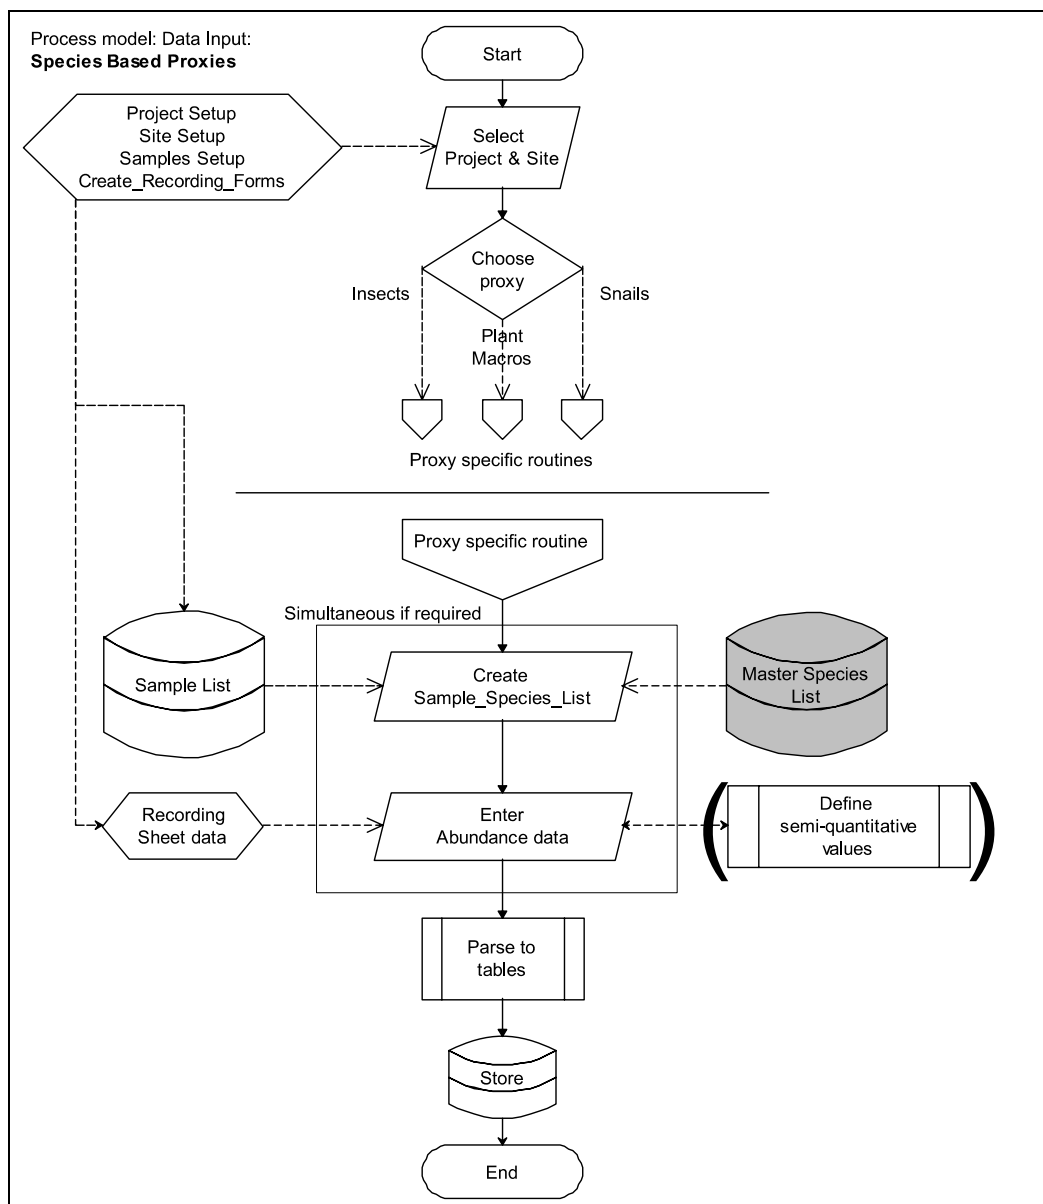 Process model: Data Input:
Species Based Proxies
Start
Project Setup
Site Setup
Samples Setup
Create_Recording_Forms
Select
Project & Site
Choose
proxy
Insects
Snails
Plant
Macros
Proxy specific routines
Proxy specific routine
Simultaneous if required
Sample List
Create
Sample_Species_List
Master Species
List
Recording
Sheet data
Enter
Abundance data
Define
semi-quantitative
values
Parse to
tables
Store
End